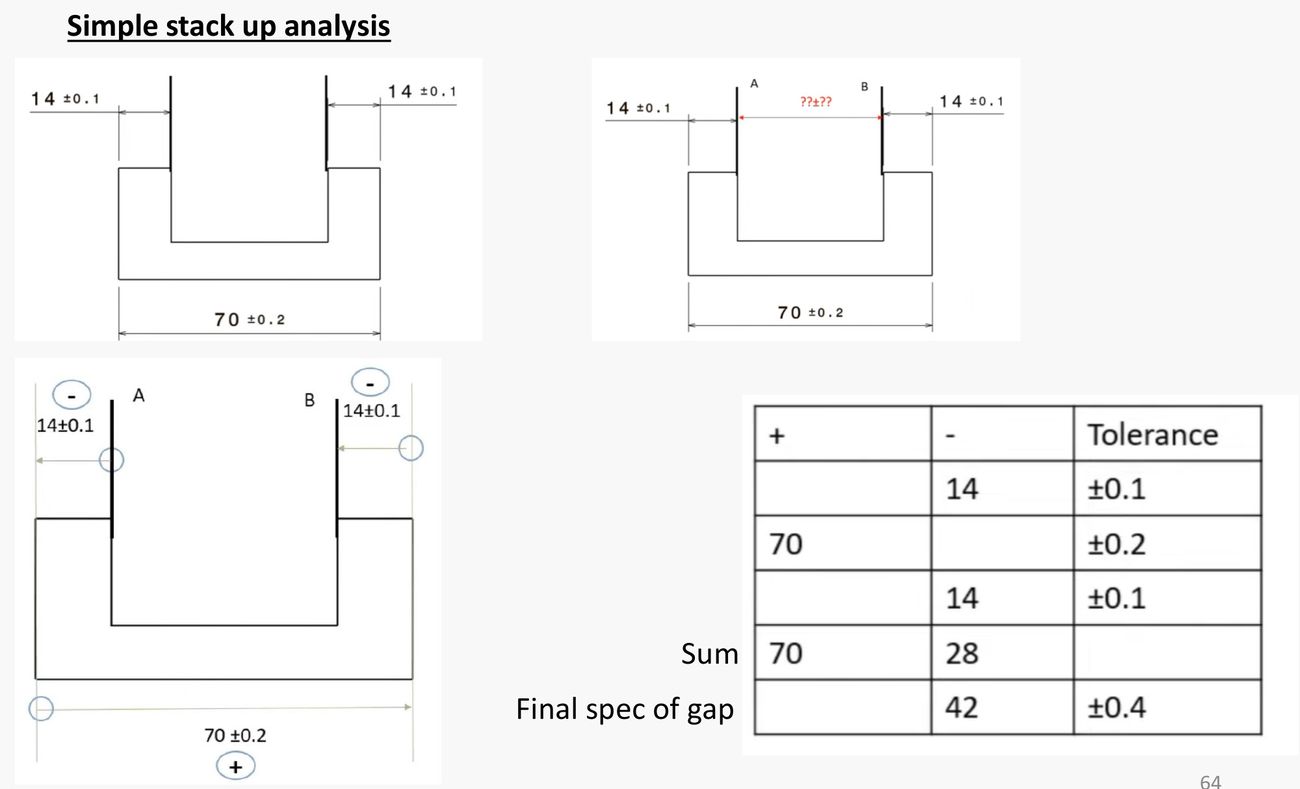 Simple stack up analysis
14 ±0.1
14 ±0.1
70 ±0.2
A
B
??±??
14 ±0.1
14 ±0.1
70 ±0.2
-
-
A
B
14±0.1
14±0.1
70 ±0.2
+
+ - Tolerance
14 ±0.1
70 ±0.2
14 ±0.1
Sum 70 28
Final spec of gap 42 ±0.4
64